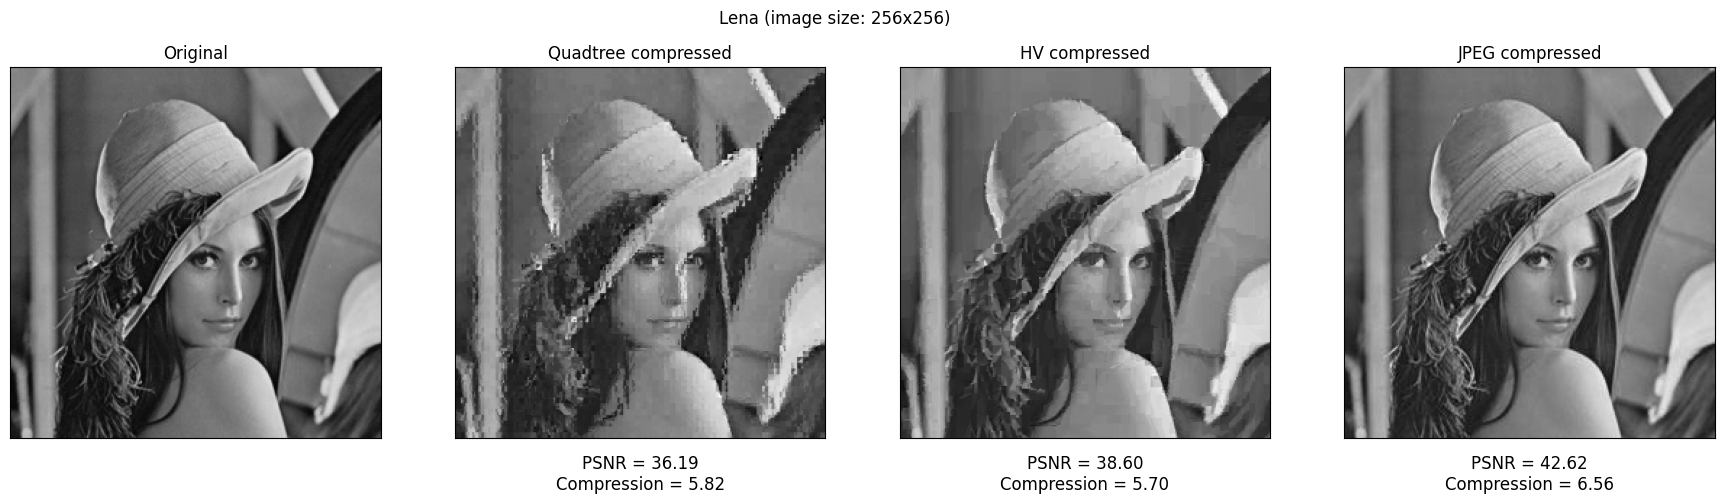 Lena (image size: 256x256)
Original
Quadtree compressed
HV compressed
JPEG compressed
PSNR = 36.19
Compression = 5.82
PSNR = 38.60
Compression = 5.70
PSNR = 42.62
Compression = 6.56